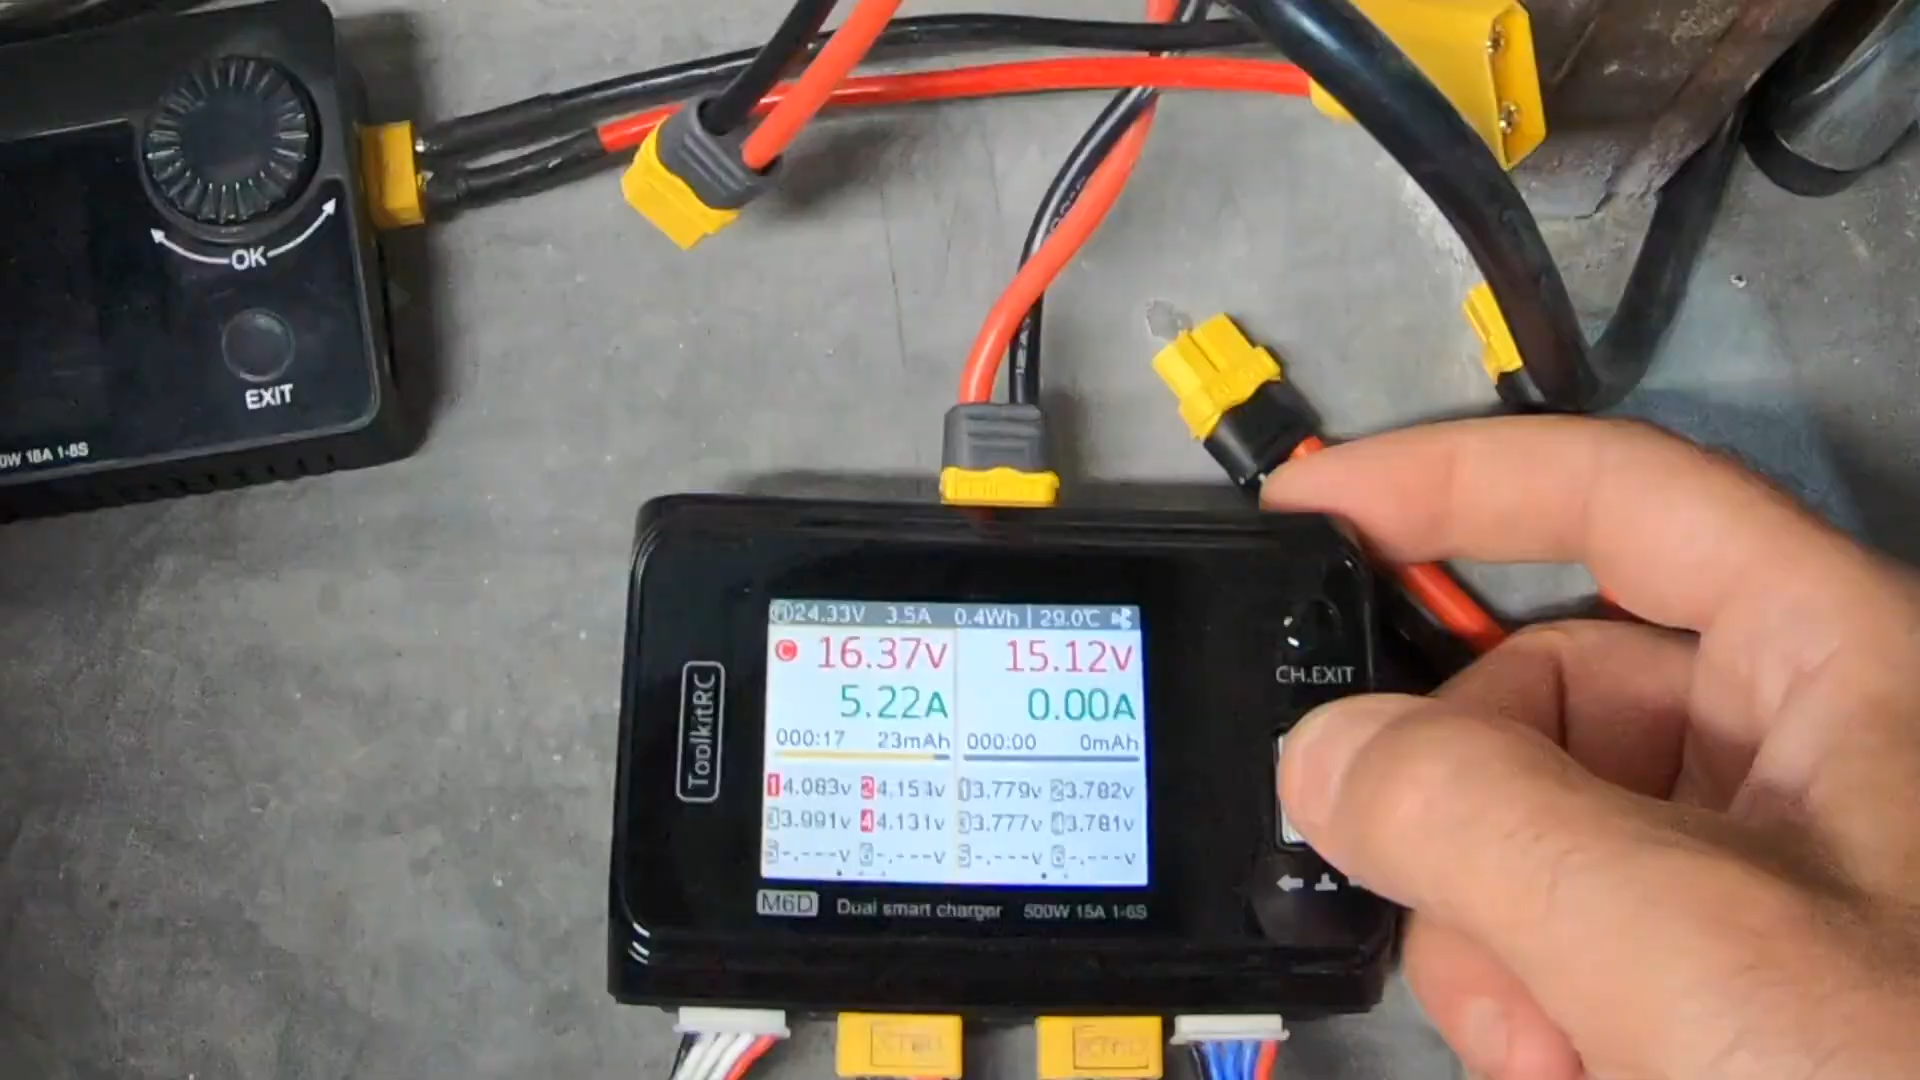 OK
EXIT
0W 18A 1-8S
ToolkitRC
24.33V 3.5A 0.4Wh | 29.0℃
C 16.37V 15.12V
5.22A 0.00A
000:17 23mAh 000:00 0mAh
1 4.083v 2 4.151v 1 3.779v 2 3.782v
3 3.991v 4 4.131v 3 3.777v 4 3.781v
5 -.---v 6 -.---v 5 -.---v 6 -.---v
M6D Dual smart charger 500W 15A 1-6S
CH.EXIT